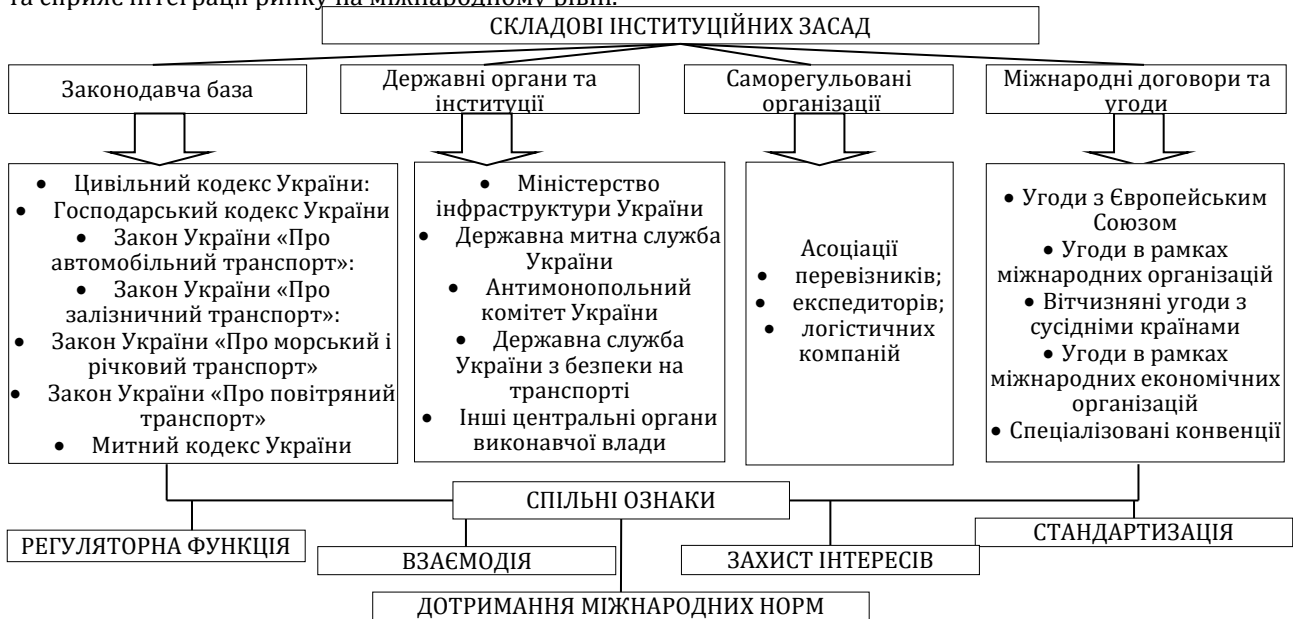 та сприяє інтеграції ринку на міжнародному рівні.
СКЛАДОВІ ІНСТИТУЦІЙНИХ ЗАСАД
Законодавча база
Державні органи та
інституції
Саморегульовані
організації
Міжнародні договори та
угоди
• Цивільний кодекс України:
• Господарський кодекс України
• Закон України «Про
автомобільний транспорт»:
• Закон України «Про
залізничний транспорт»:
• Закон України «Про морський і
річковий транспорт»
• Закон України «Про повітряний
транспорт»
• Митний кодекс України
• Міністерство
інфраструктури України
• Державна митна служба
України
• Антимонопольний
комітет України
• Державна служба
України з безпеки на
транспорті
• Інші центральні органи
виконавчої влади
Асоціації
• перевізників;
• експедиторів;
• логістичних
компаній
• Угоди з Європейським
Союзом
• Угоди в рамках
міжнародних організацій
• Вітчизняні угоди з
сусідніми країнами
• Угоди в рамках
міжнародних економічних
організацій
• Спеціалізовані конвенції
СПІЛЬНІ ОЗНАКИ
РЕГУЛЯТОРНА ФУНКЦІЯ
ВЗАЄМОДІЯ
ЗАХИСТ ІНТЕРЕСІВ
СТАНДАРТИЗАЦІЯ
ДОТРИМАННЯ МІЖНАРОДНИХ НОРМ